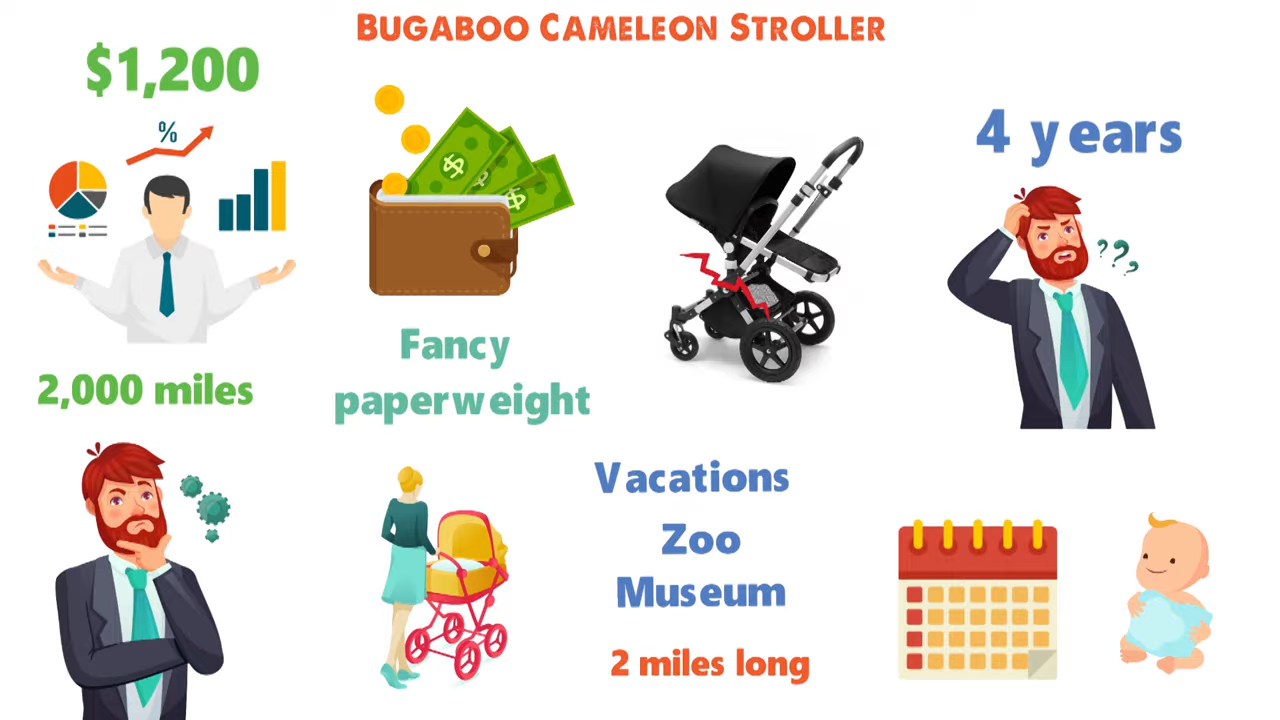 BUGABOO CAMELEON STROLLER
$1,200
%
4 years
Fancy
paperweight
2,000 miles
Vacations
Zoo
Museum
2 miles long